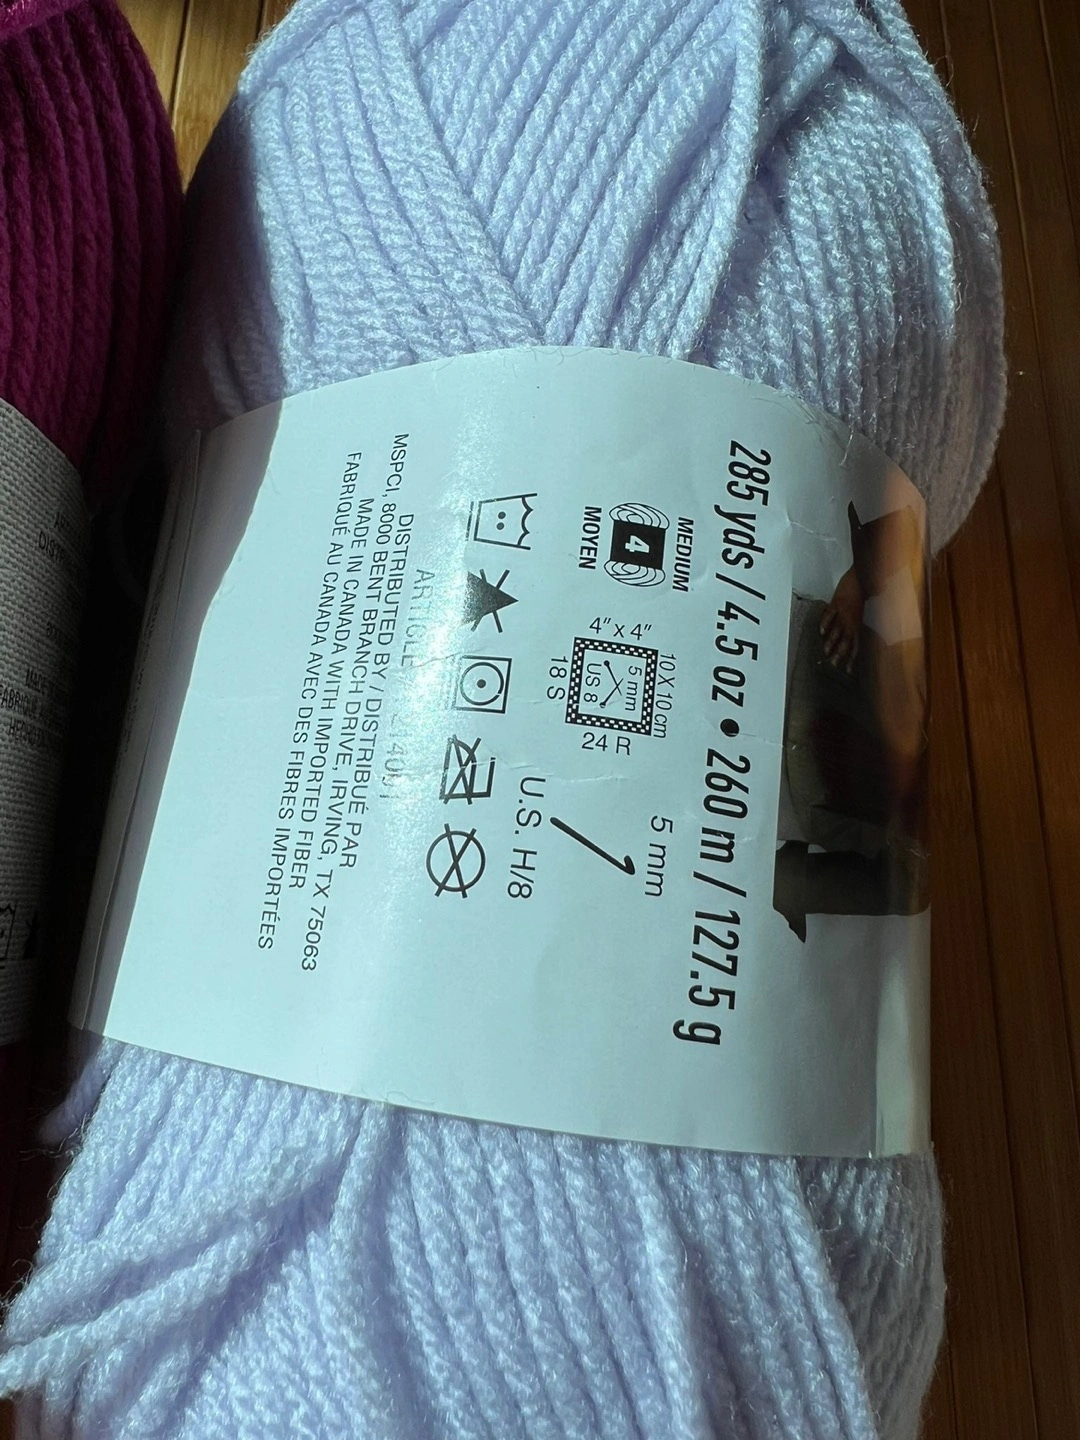 285 yds / 4.5 oz • 260 m / 127.5 g
MEDIUM
4
MOYEN
10 X 10 cm
4" x 4"
5 mm
US 8
18 S
24 R
5 mm
U.S. H/8
ARTICLE
DISTRIBUTED BY / DISTRIBUÉ PAR
MSPCI, 8000 BENT BRANCH DRIVE, IRVING, TX 75063
MADE IN CANADA WITH IMPORTED FIBER
FABRIQUÉ AU CANADA AVEC DES FIBRES IMPORTÉES